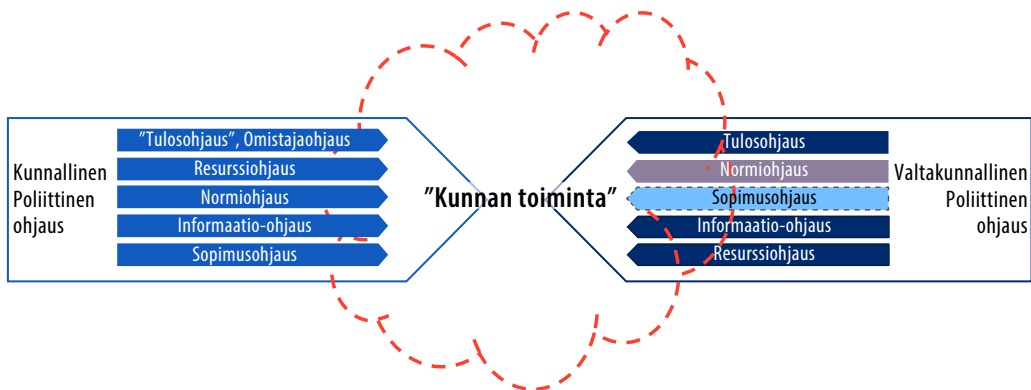 Kunnallinen
Poliittinen
ohjaus
"Tulosohjaus", Omistajaohjaus
Resurssiohjaus
Normiohjaus
Informaatio-ohjaus
Sopimusohjaus
"Kunnan toiminta"
Tulosohjaus
Normiohjaus
Sopimusohjaus
Informaatio-ohjaus
Resurssiohjaus
Valtakunnallinen
Poliittinen
ohjaus